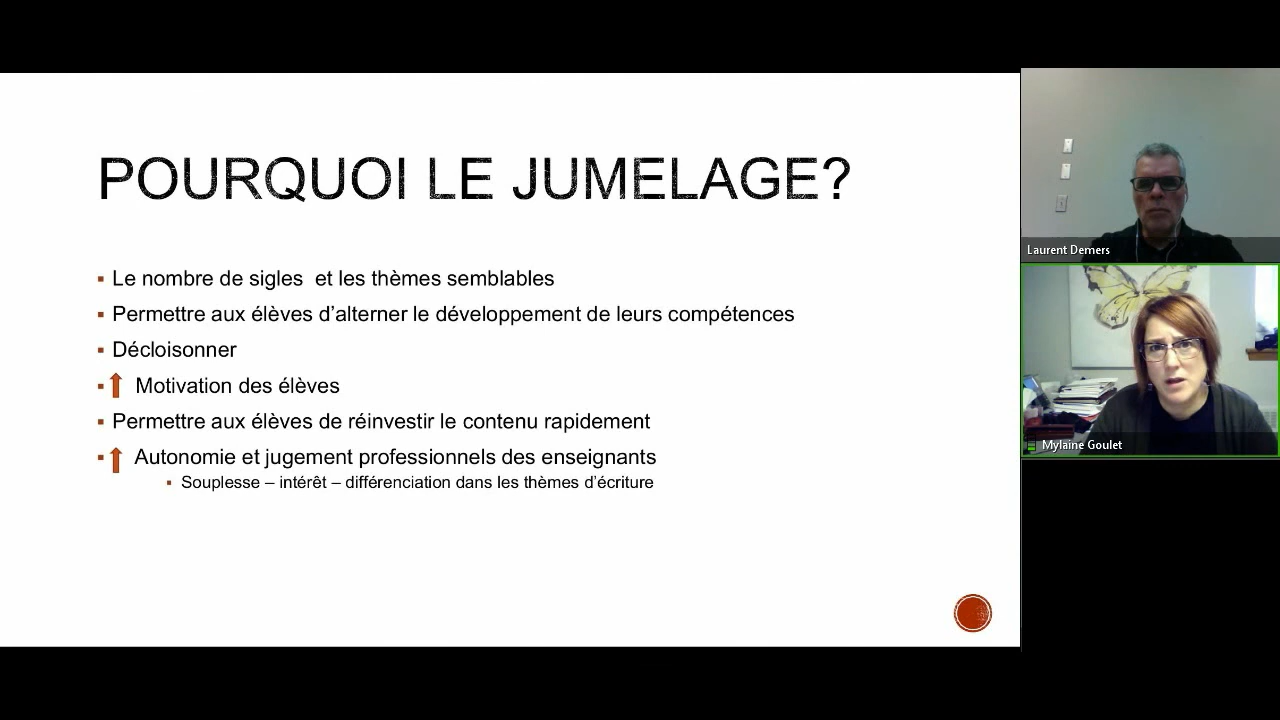 POURQUOI LE JUMELAGE?
Le nombre de sigles et les thèmes semblables
Permettre aux élèves d’alterner le développement de leurs compétences
Décloisonner
Motivation des élèves
Permettre aux élèves de réinvestir le contenu rapidement
Autonomie et jugement professionnels des enseignants
Souplesse – intérêt – différenciation dans les thèmes d’écriture
Laurent Demers
Mylaine Goulet